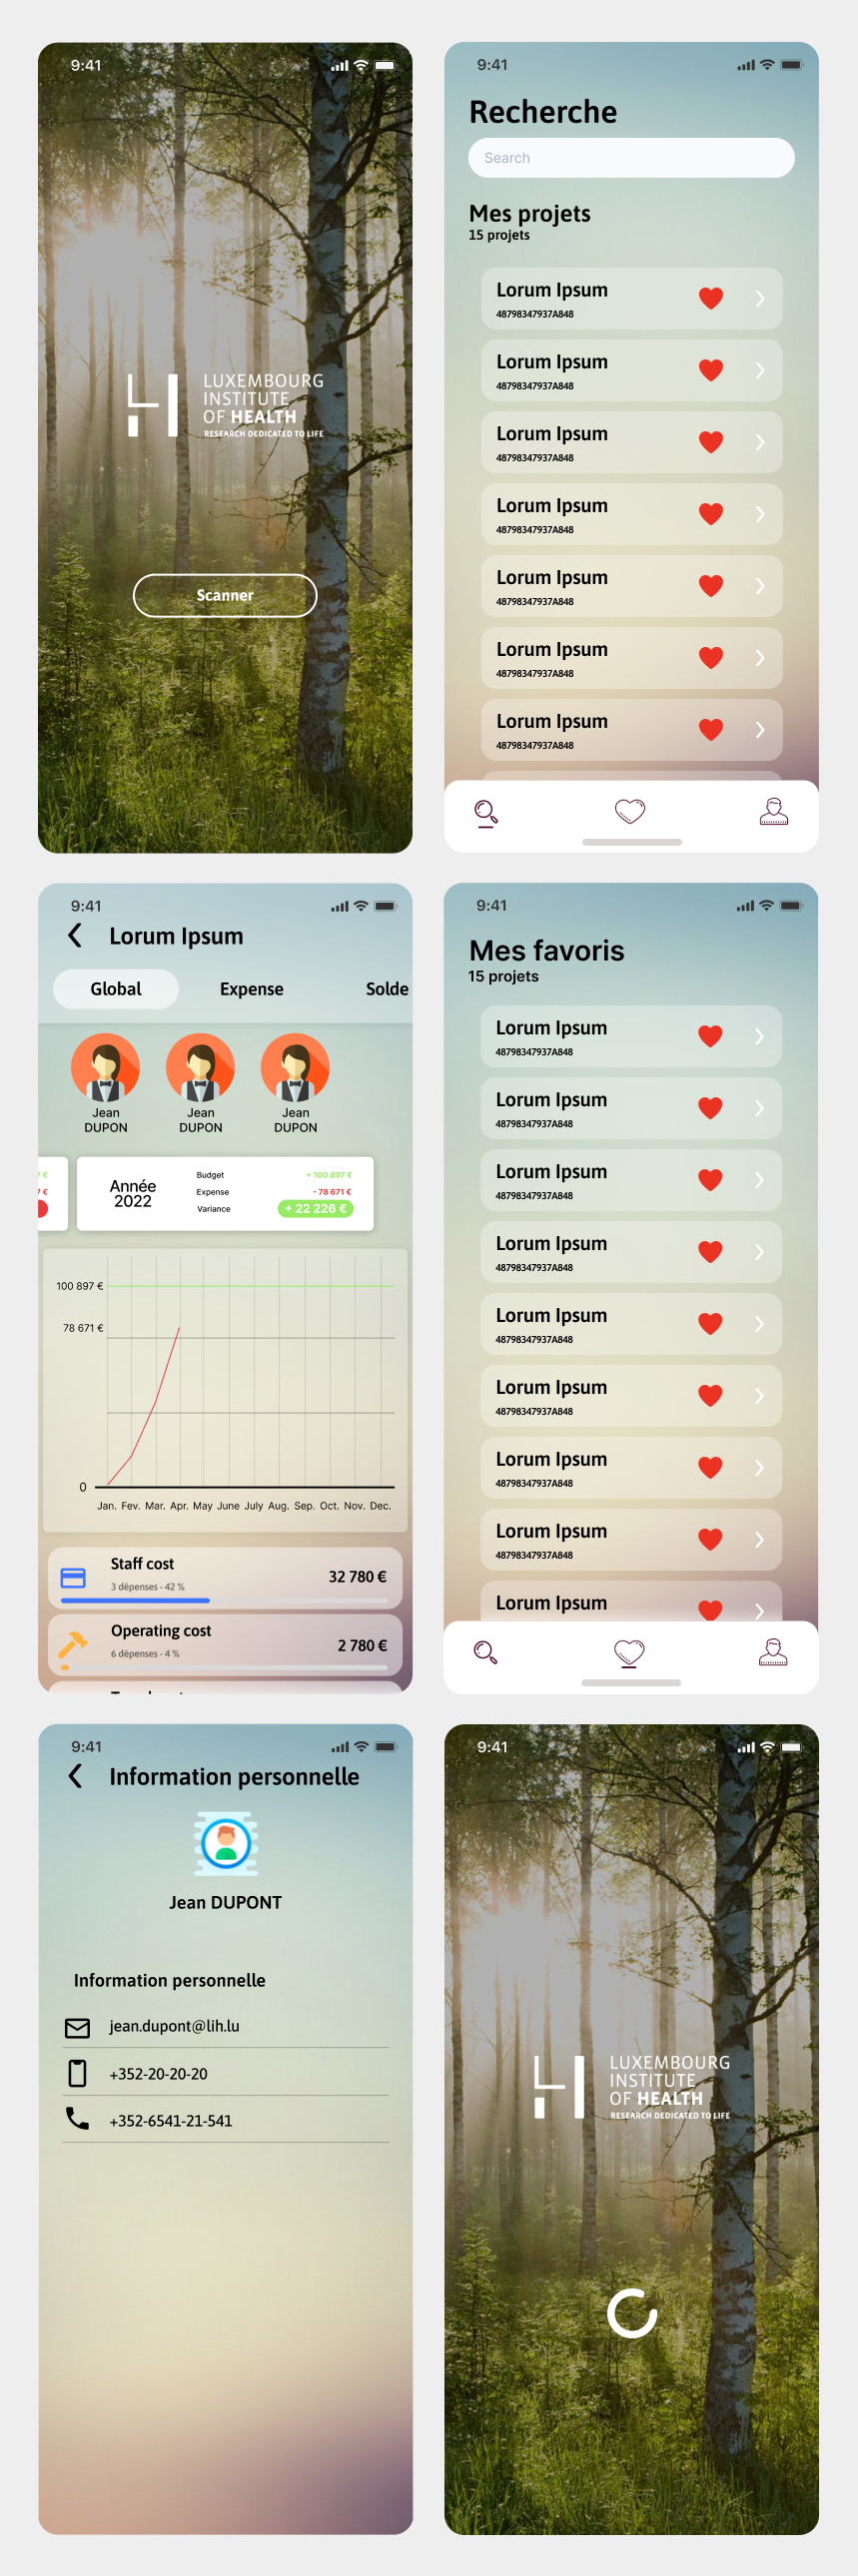 9:41
LUXEMBOURG
INSTITUTE
OF HEALTH
RESEARCH DEDICATED TO LIFE
Scanner
9:41
Recherche
Search
Mes projets
15 projets
Lorum Ipsum
48798347937A848
Lorum Ipsum
48798347937A848
Lorum Ipsum
48798347937A848
Lorum Ipsum
48798347937A848
Lorum Ipsum
48798347937A848
Lorum Ipsum
48798347937A848
Lorum Ipsum
48798347937A848
9:41
Lorum Ipsum
Global Expense Solde
Jean Jean Jean
DUPON DUPON DUPON
7 €
7 €
Année
2022
Budget + 100 897 €
Expense - 78 671 €
Variance + 22 226 €
100 897 €
78 671 €
0
Jan. Fev. Mar. Apr. May June July Aug. Sep. Oct. Nov. Dec.
Staff cost
3 dépenses - 42 %
32 780 €
Operating cost
6 dépenses - 4 %
2 780 €
9:41
Mes favoris
15 projets
Lorum Ipsum
48798347937A848
Lorum Ipsum
48798347937A848
Lorum Ipsum
48798347937A848
Lorum Ipsum
48798347937A848
Lorum Ipsum
48798347937A848
Lorum Ipsum
48798347937A848
Lorum Ipsum
48798347937A848
Lorum Ipsum
48798347937A848
Lorum Ipsum
9:41
Information personnelle
Jean DUPONT
Information personnelle
jean.dupont@lih.lu
+352-20-20-20
+352-6541-21-541
9:41
LUXEMBOURG
INSTITUTE
OF HEALTH
RESEARCH DEDICATED TO LIFE